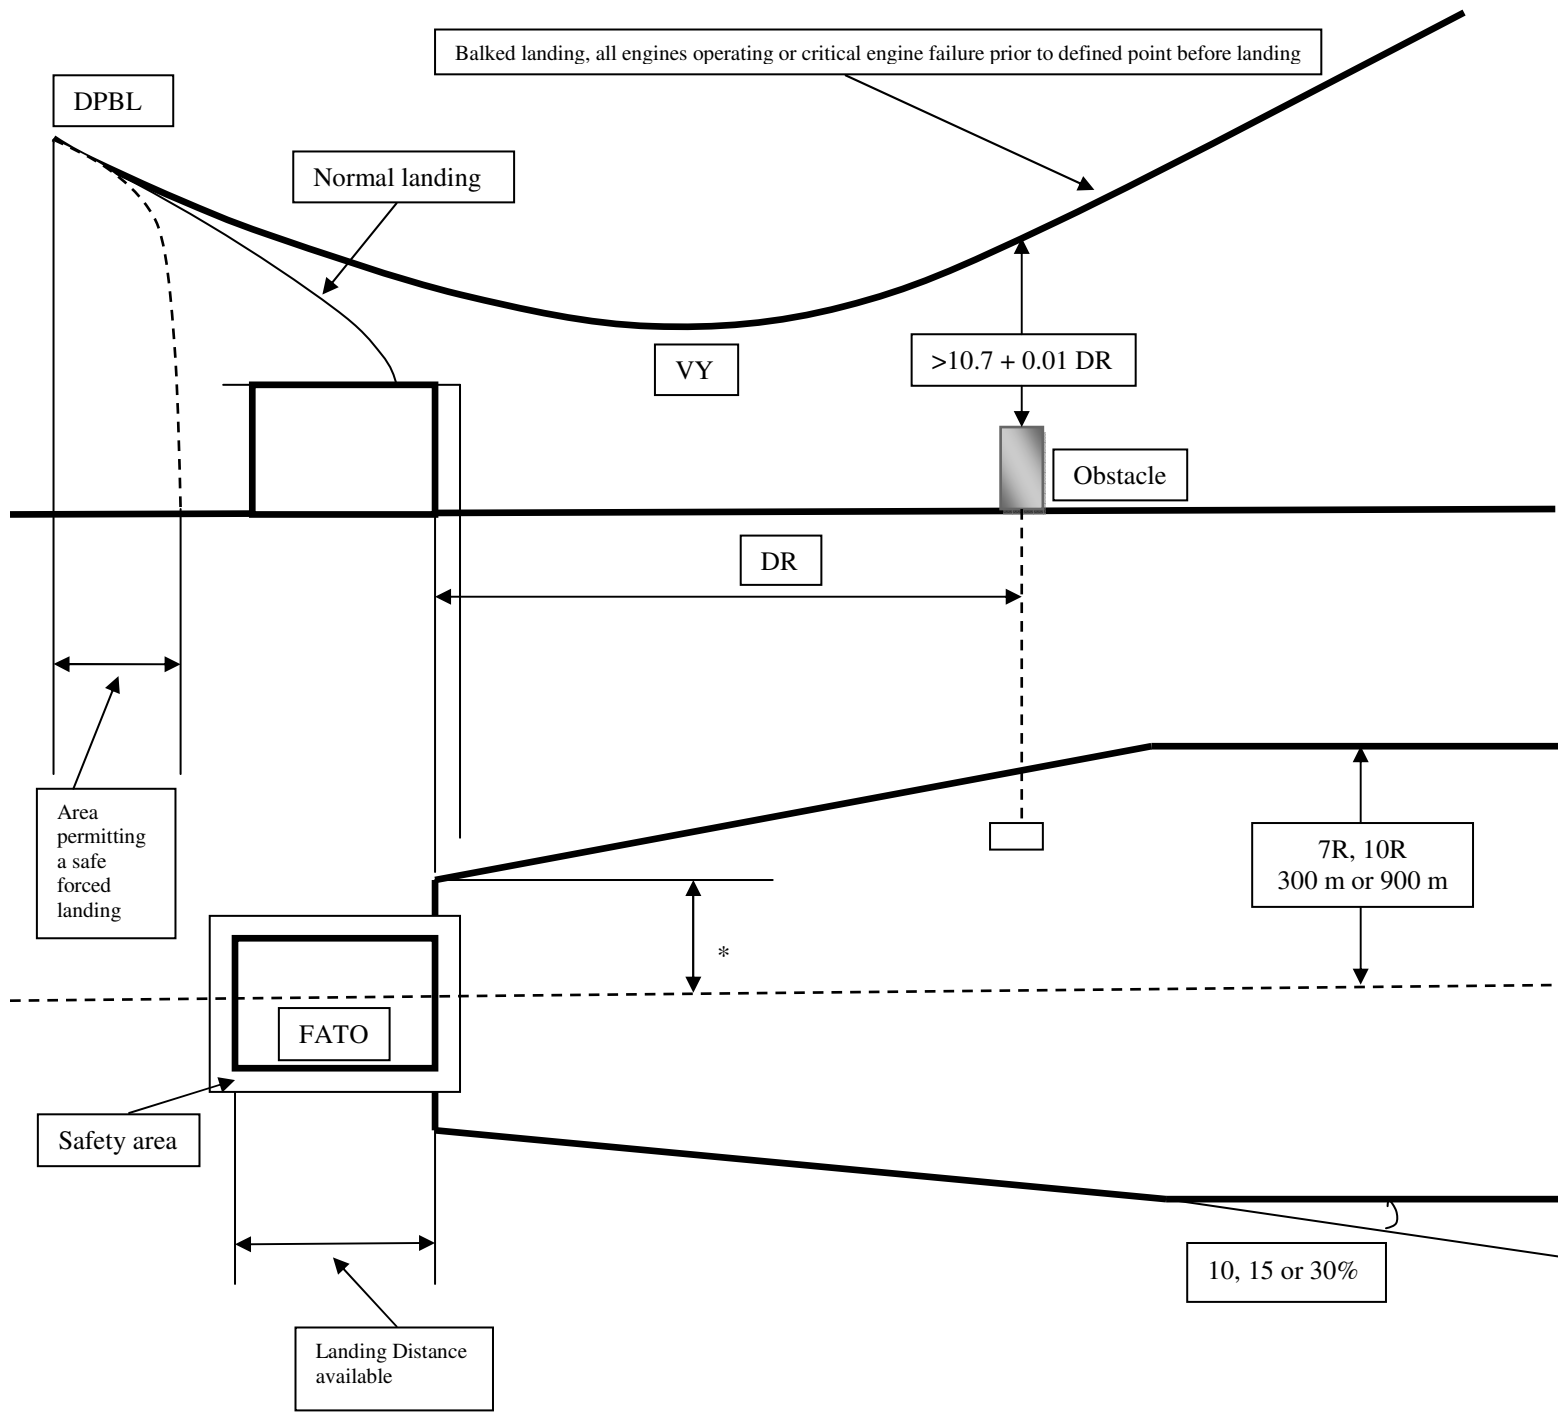 Balked landing, all engines operating or critical engine failure prior to defined point before landing
DPBL
Normal landing
VY
>10.7 + 0.01 DR
Obstacle
DR
Area
permitting
a safe
forced
landing
7R, 10R
300 m or 900 m
*
FATO
Safety area
10, 15 or 30%
Landing Distance
available